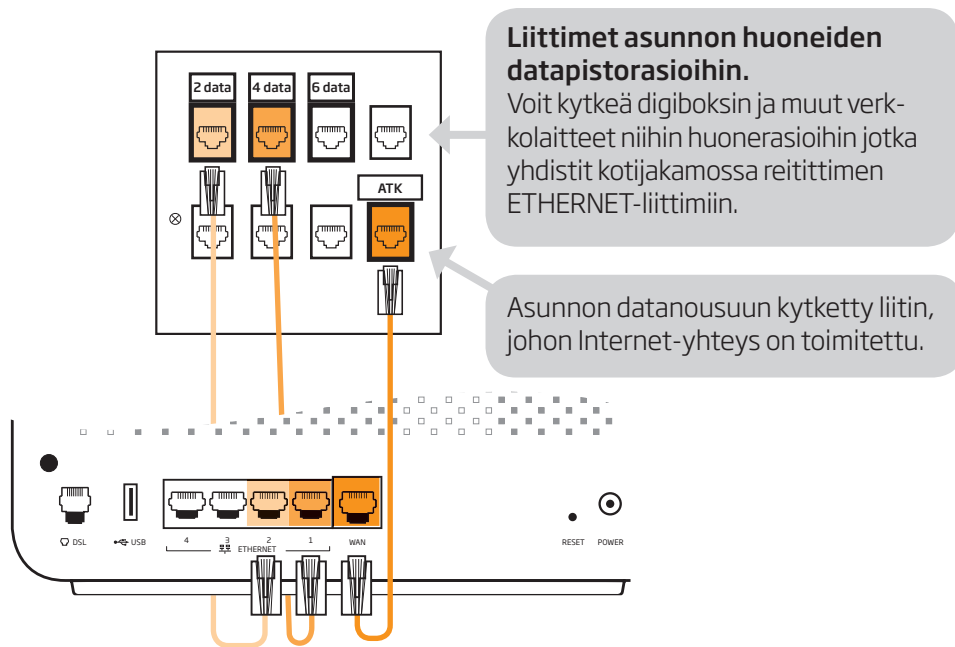 Liittimet asunnon huoneiden
datapistorasioihin.
Voit kytkeä digiboksin ja muut verk-
kolaitteet niihin huonerasioihin jotka
yhdistit kotijakamossa reitittimen
ETHERNET-liittimiin.
2 data 4 data 6 data
ATK
Asunnon datanousuun kytketty liitin,
johon Internet-yhteys on toimitettu.
DSL USB 4 3 2 1 WAN RESET POWER
ETHERNET